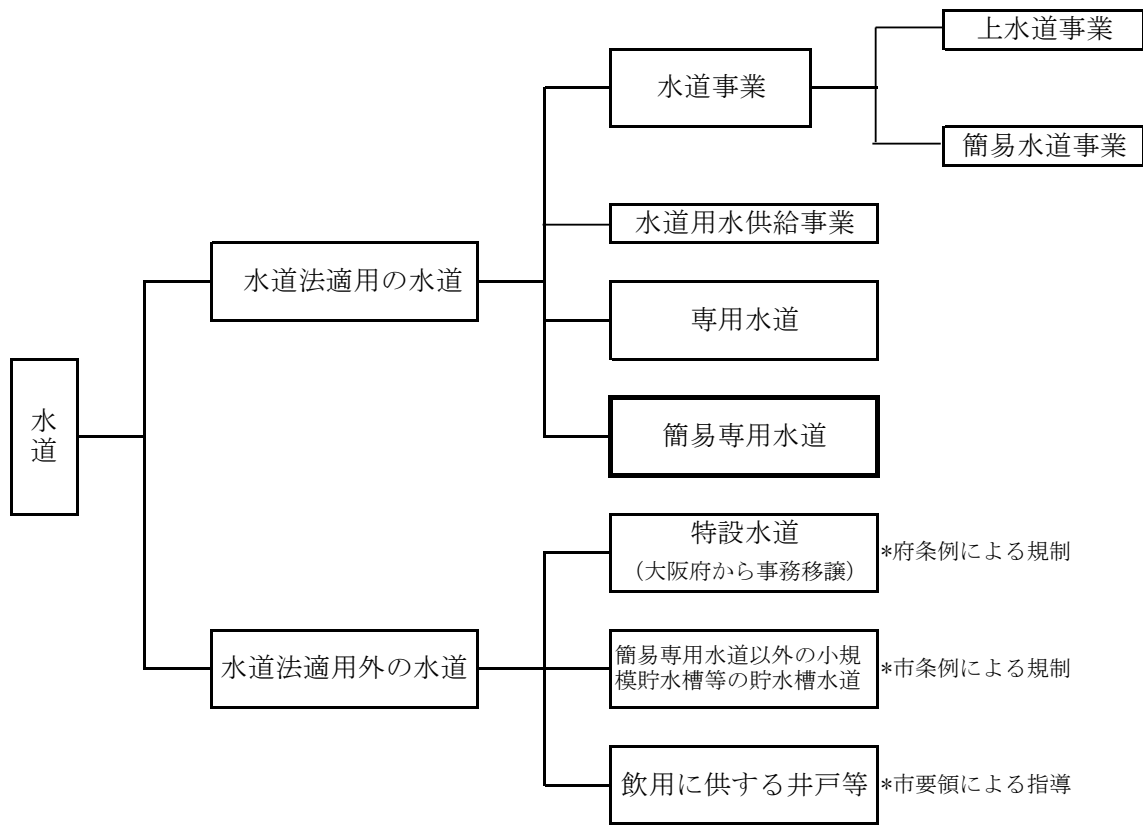 上水道事業
水道事業
簡易水道事業
水道用水供給事業
水道法適用の水道
専用水道
水道
簡易専用水道
特設水道
（大阪府から事務移譲）
*府条例による規制
水道法適用外の水道
簡易専用水道以外の小規
模貯水槽等の貯水槽水道
*市条例による規制
飲用に供する井戸等
*市要領による指導